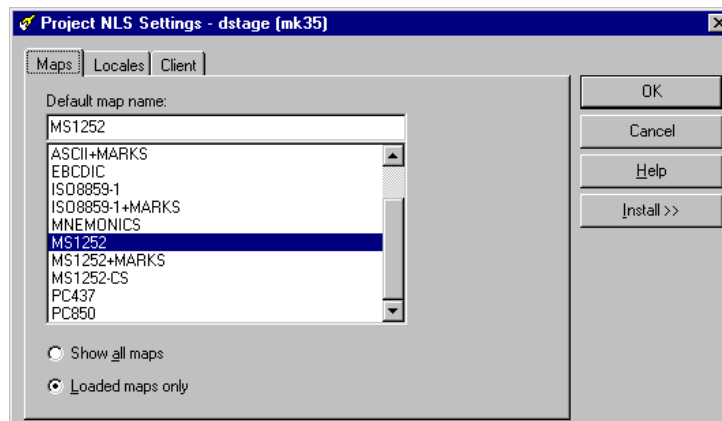 Project NLS Settings - dstage (mk35)
Maps Locales Client
Default map name:
MS1252
ASCII+MARKS
EBCDIC
ISO8859-1
ISO8859-1+MARKS
MNEMONICS
MS1252
MS1252+MARKS
MS1252-CS
PC437
PC850
Show all maps
Loaded maps only
OK
Cancel
Help
Install >>